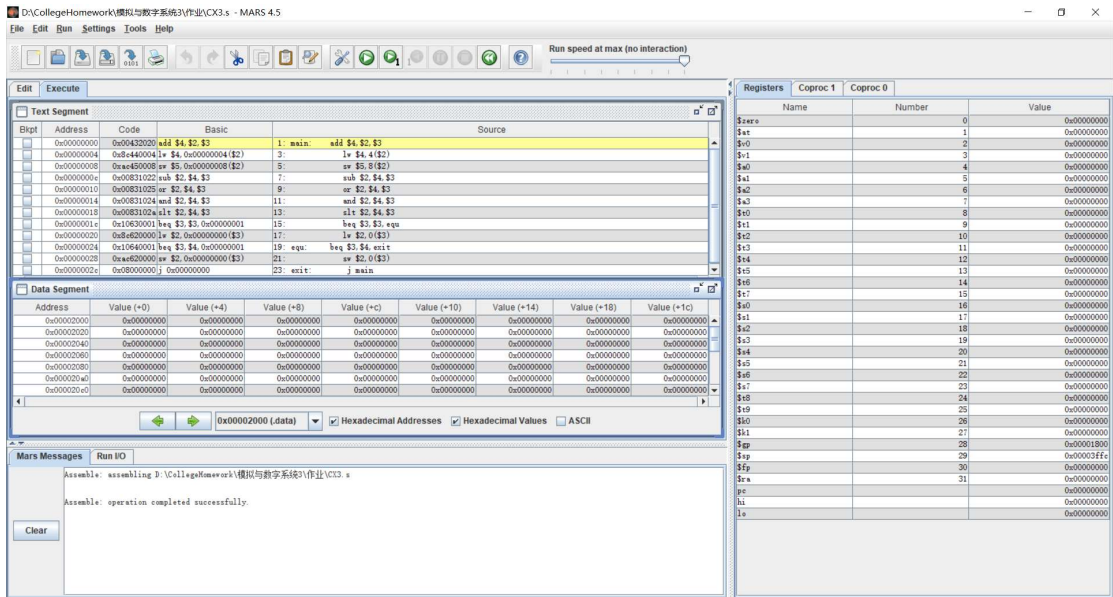 D:\CollegeHomework\模拟与数字系统3\作业\CX3.s - MARS 4.5
File Edit Run Settings Tools Help
Run speed at max (no interaction)
Edit Execute
Text Segment
Bkpt Address Code Basic Source
0x00000000 0x00432020 add $4,$2,$3 1: main: add $4,$2,$3
0x00000004 0x8c440004 lw $4,0x00000004($2) 3: lw $4,4($2)
0x00000008 0xac450008 sw $5,0x00000008($2) 5: sw $5,8($2)
0x0000000c 0x00831022 sub $2,$4,$3 7: sub $2,$4,$3
0x00000010 0x00831025 or $2,$4,$3 9: or $2,$4,$3
0x00000014 0x00831024 and $2,$4,$3 11: and $2,$4,$3
0x00000018 0x0083102a slt $2,$4,$3 13: slt $2,$4,$3
0x0000001c 0x10630001 beq $3,$3,0x00000001 15: beq $3,$3,equ
0x00000020 0x8c620000 lw $2,0x00000000($3) 17: lw $2,0($3)
0x00000024 0x10640001 beq $3,$4,0x00000001 19: equ: beq $3,$4,exit
0x00000028 0xac620000 sw $2,0x00000000($3) 21: sw $2,0($3)
0x0000002c 0x08000000 j 0x00000000 23: exit: j main
Data Segment
Address Value (+0) Value (+4) Value (+8) Value (+c) Value (+10) Value (+14) Value (+18) Value (+1c)
0x00002000 0x00000000 0x00000000 0x00000000 0x00000000 0x00000000 0x00000000 0x00000000 0x00000000
0x00002020 0x00000000 0x00000000 0x00000000 0x00000000 0x00000000 0x00000000 0x00000000 0x00000000
0x00002040 0x00000000 0x00000000 0x00000000 0x00000000 0x00000000 0x00000000 0x00000000 0x00000000
0x00002060 0x00000000 0x00000000 0x00000000 0x00000000 0x00000000 0x00000000 0x00000000 0x00000000
0x00002080 0x00000000 0x00000000 0x00000000 0x00000000 0x00000000 0x00000000 0x00000000 0x00000000
0x000020a0 0x00000000 0x00000000 0x00000000 0x00000000 0x00000000 0x00000000 0x00000000 0x00000000
0x000020c0 0x00000000 0x00000000 0x00000000 0x00000000 0x00000000 0x00000000 0x00000000 0x00000000
0x00002000 (.data) Hexadecimal Addresses Hexadecimal Values ASCII
Mars Messages Run I/O
Assemble: assembling D:\CollegeHomework\模拟与数字系统3\作业\CX3.s
Assemble: operation completed successfully.
Clear
Registers Coproc 1 Coproc 0
Name Number Value
$zero 0 0x00000000
$at 1 0x00000000
$v0 2 0x00000000
$v1 3 0x00000000
$a0 4 0x00000000
$a1 5 0x00000000
$a2 6 0x00000000
$a3 7 0x00000000
$t0 8 0x00000000
$t1 9 0x00000000
$t2 10 0x00000000
$t3 11 0x00000000
$t4 12 0x00000000
$t5 13 0x00000000
$t6 14 0x00000000
$t7 15 0x00000000
$s0 16 0x00000000
$s1 17 0x00000000
$s2 18 0x00000000
$s3 19 0x00000000
$s4 20 0x00000000
$s5 21 0x00000000
$s6 22 0x00000000
$s7 23 0x00000000
$t8 24 0x00000000
$t9 25 0x00000000
$k0 26 0x00000000
$k1 27 0x00000000
$gp 28 0x00001800
$sp 29 0x00003ffc
$fp 30 0x00000000
$ra 31 0x00000000
pc 0x00000000
hi 0x00000000
lo 0x00000000